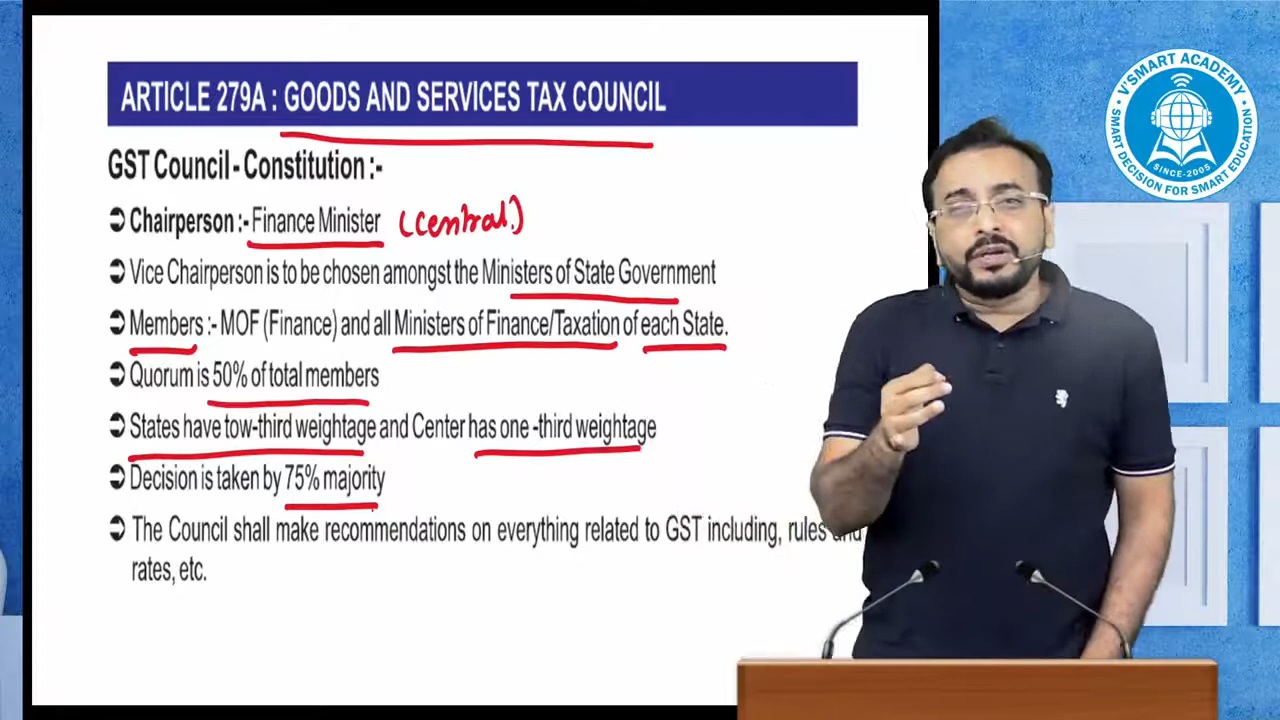 ARTICLE 279A : GOODS AND SERVICES TAX COUNCIL
GST Council - Constitution :-
➲ Chairperson :- Finance Minister (Central.)
➲ Vice Chairperson is to be chosen amongst the Ministers of State Government
➲ Members :- MOF (Finance) and all Ministers of Finance/Taxation of each State.
➲ Quorum is 50% of total members
➲ States have tow-third weightage and Center has one -third weightage
➲ Decision is taken by 75% majority
➲ The Council shall make recommendations on everything related to GST including, rules and
rates, etc.
V'SMART ACADEMY
SINCE-2005
SMART DECISION FOR SMART EDUCATION